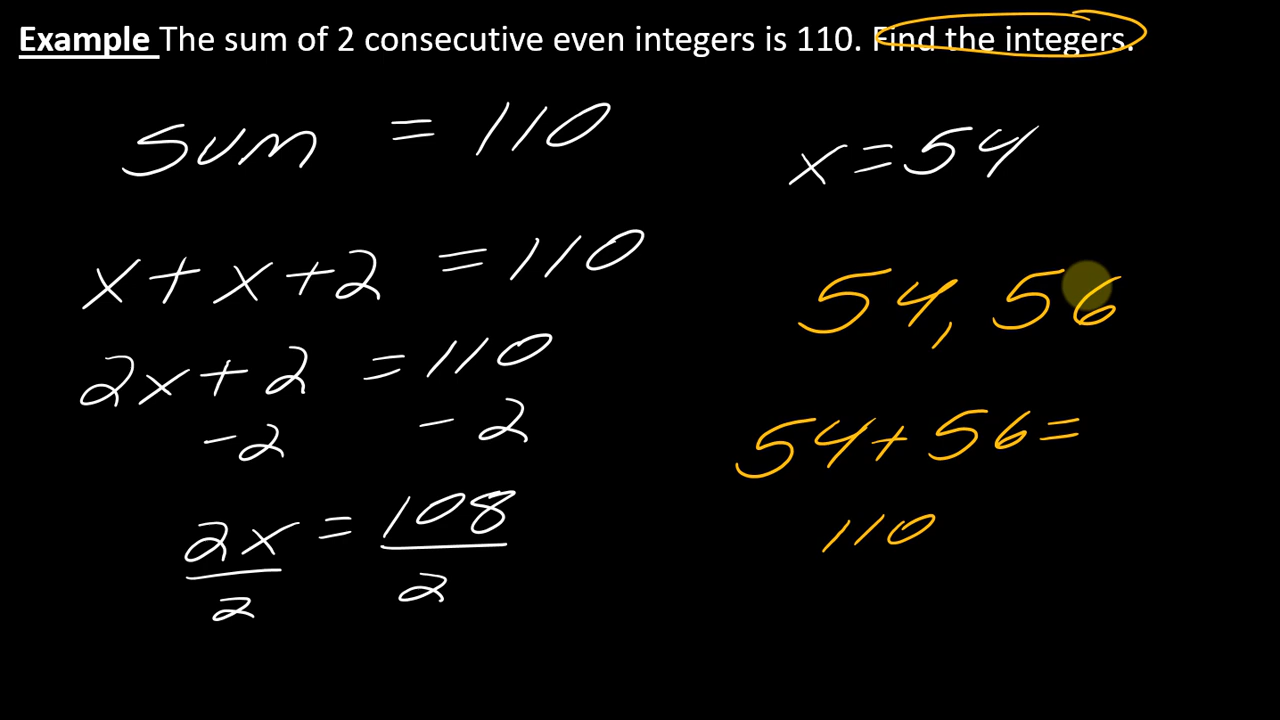 Example The sum of 2 consecutive even integers is 110. Find the integers.
sum = 110
x + x + 2 = 110
2x + 2 = 110
-2 -2
2x = 108
2 2
x = 54
54, 56
54 + 56 =
110